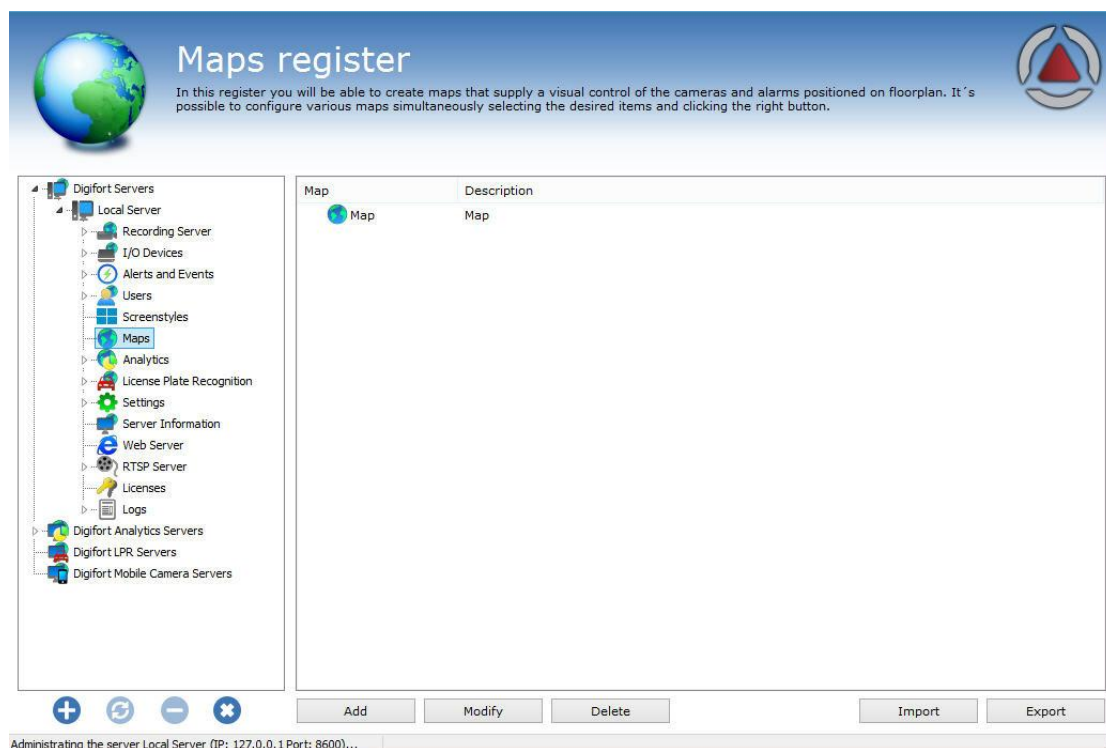 Maps register
In this register you will be able to create maps that supply a visual control of the cameras and alarms positioned on floorplan. It´s
possible to configure various maps simultaneously selecting the desired items and clicking the right button.
Digifort Servers
Local Server
Recording Server
I/O Devices
Alerts and Events
Users
Screenstyles
Maps
Analytics
License Plate Recognition
Settings
Server Information
Web Server
RTSP Server
Licenses
Logs
Digifort Analytics Servers
Digifort LPR Servers
Digifort Mobile Camera Servers
Map Description
Map Map
Add Modify Delete Import Export
Administrating the server Local Server (IP: 127.0.0.1 Port: 8600)...